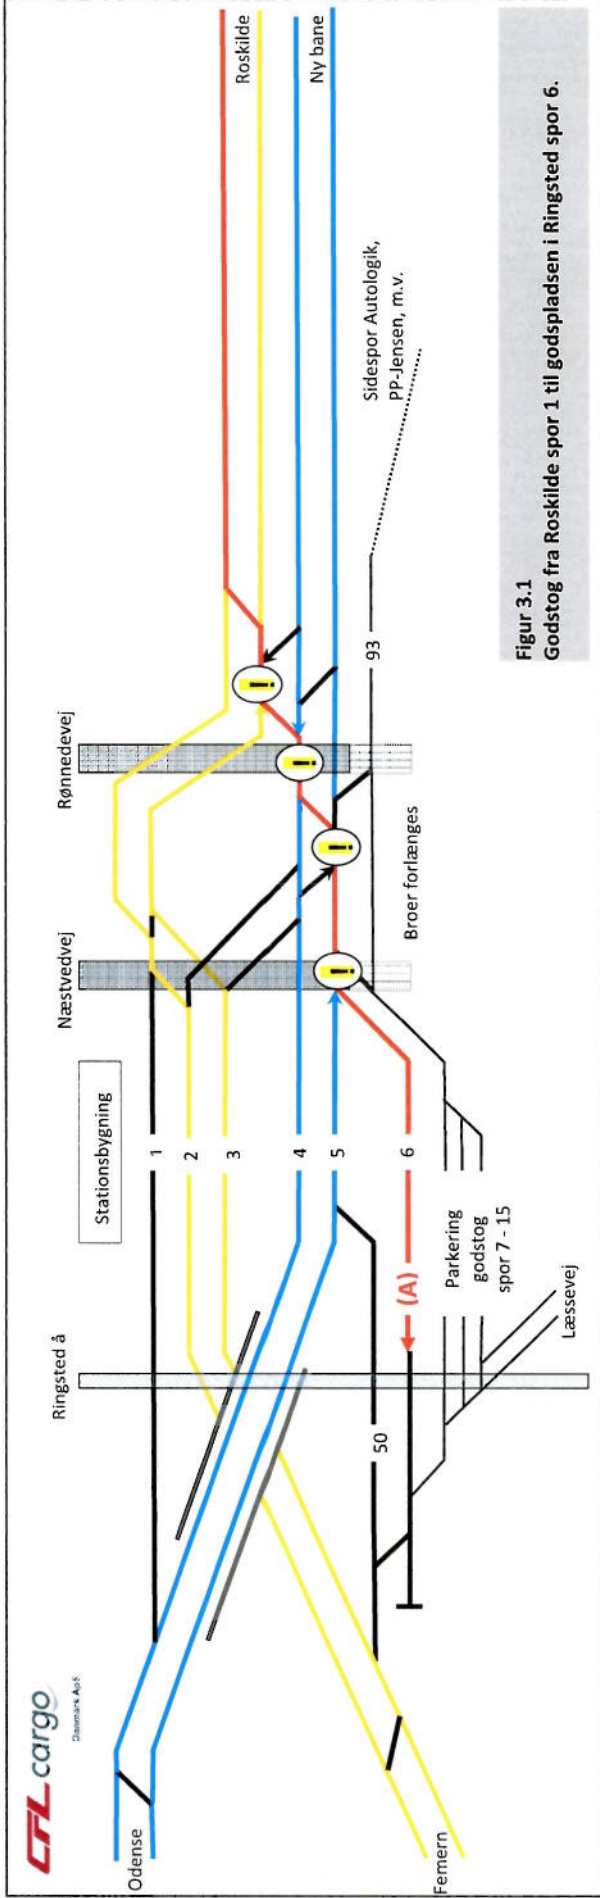 CFL cargo
Danmark ApS
Odense
Femern
Ringsted å
Stationsbygning
Næstvedvej
Rønnedevej
Roskilde
Ny bane
1
2
3
4
5
6
(A)
50
93
Parkering
godstog
spor 7 - 15
Læssevej
Broer forlænges
Sidespor Autologik,
PP-Jensen, m.v.
!
!
!
!
Figur 3.1
Godstog fra Roskilde spor 1 til godspladsen i Ringsted spor 6.